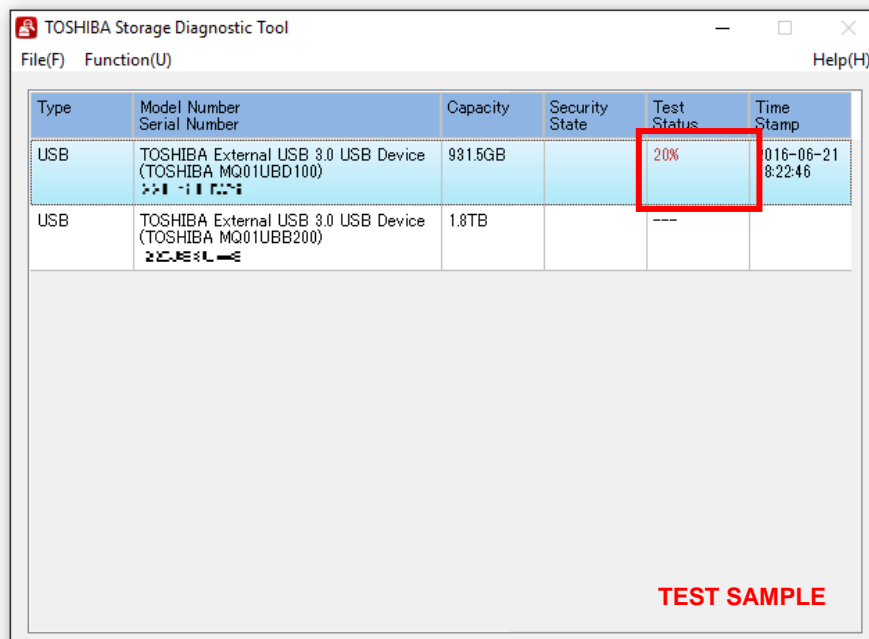 TOSHIBA Storage Diagnostic Tool
File(F) Function(U) Help(H)
Type Model Number Capacity Security Test Time
Serial Number State Status Stamp
USB TOSHIBA External USB 3.0 USB Device 931.5GB 20% 2016-06-21
(TOSHIBA MQ01UBD100) 8:22:46
USB TOSHIBA External USB 3.0 USB Device 1.8TB ---
(TOSHIBA MQ01UBB200)
TEST SAMPLE